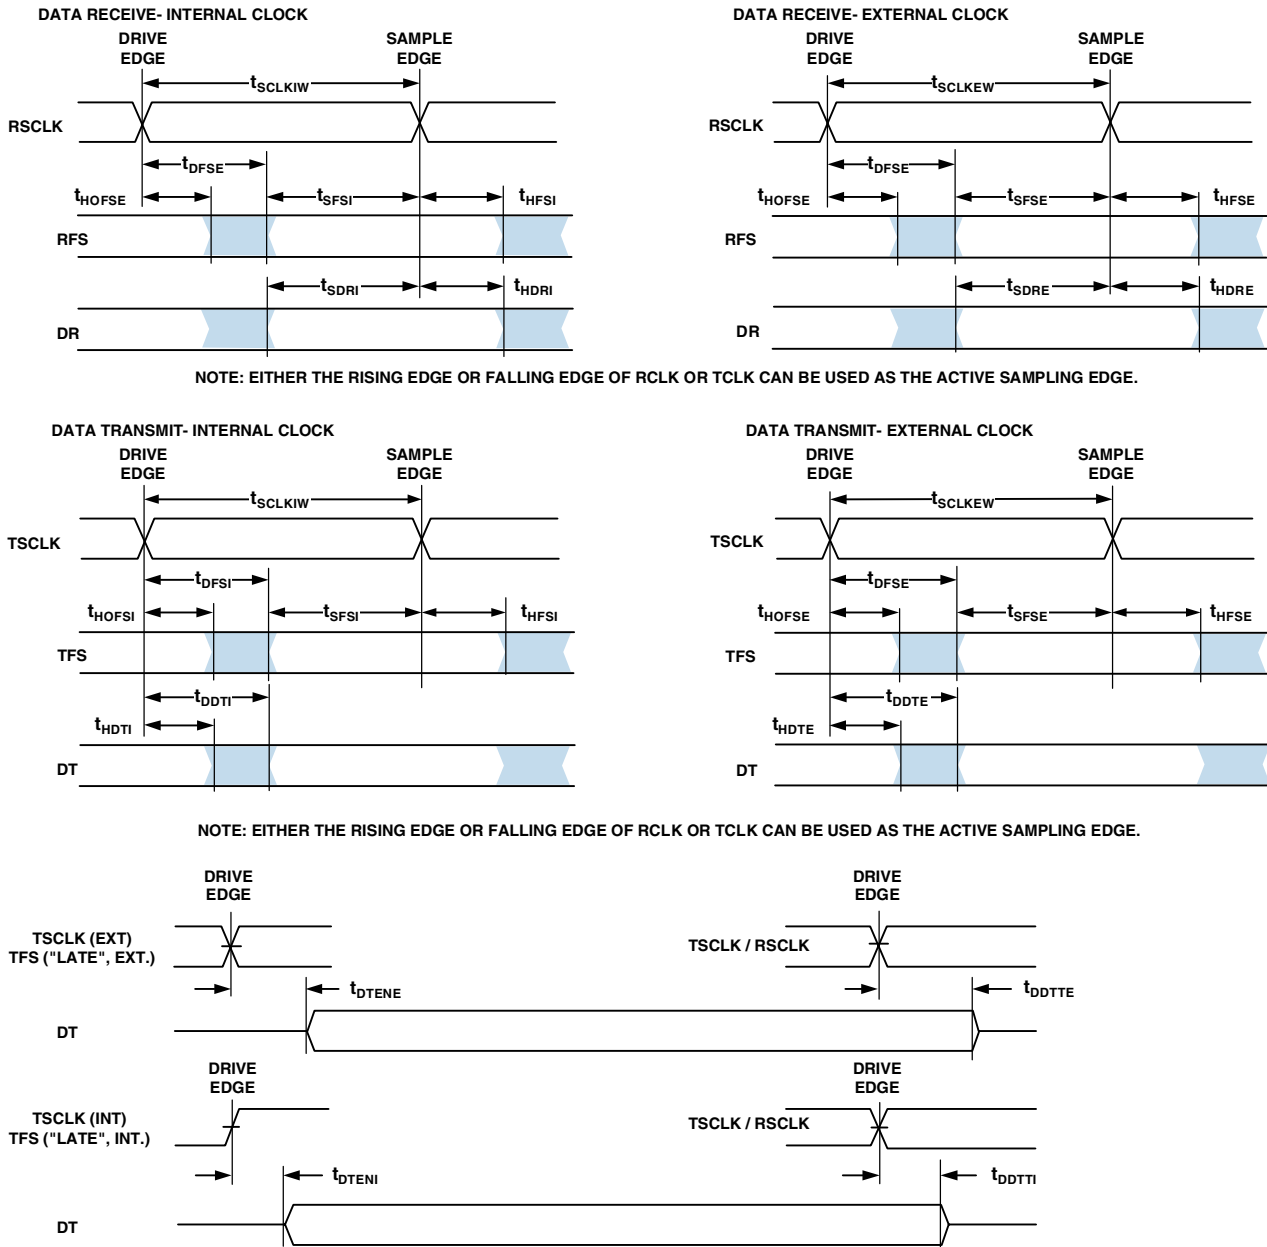 DATA RECEIVE- INTERNAL CLOCK
DRIVE EDGE
SAMPLE EDGE
tSCLKIW
RSCLK
tDFSE
tHOFSE
tSFSI
tHFSI
RFS
tSDRI
tHDRI
DR
DATA RECEIVE- EXTERNAL CLOCK
DRIVE EDGE
SAMPLE EDGE
tSCLKEW
RSCLK
tDFSE
tHOFSE
tSFSE
tHFSE
RFS
tSDRE
tHDRE
DR
NOTE: EITHER THE RISING EDGE OR FALLING EDGE OF RCLK OR TCLK CAN BE USED AS THE ACTIVE SAMPLING EDGE.
DATA TRANSMIT- INTERNAL CLOCK
DRIVE EDGE
SAMPLE EDGE
tSCLKIW
TSCLK
tDFSI
tHOFSI
tSFSI
tHFSI
TFS
tDDTI
tHDTI
DT
DATA TRANSMIT- EXTERNAL CLOCK
DRIVE EDGE
SAMPLE EDGE
tSCLKEW
TSCLK
tDFSE
tHOFSE
tSFSE
tHFSE
TFS
tDDTE
tHDTE
DT
NOTE: EITHER THE RISING EDGE OR FALLING EDGE OF RCLK OR TCLK CAN BE USED AS THE ACTIVE SAMPLING EDGE.
DRIVE EDGE
DRIVE EDGE
TSCLK (EXT)
TFS ("LATE", EXT.)
TSCLK / RSCLK
tDTENE
tDDTTE
DT
DRIVE EDGE
DRIVE EDGE
TSCLK (INT)
TFS ("LATE", INT.)
TSCLK / RSCLK
tDTENI
tDDTTI
DT